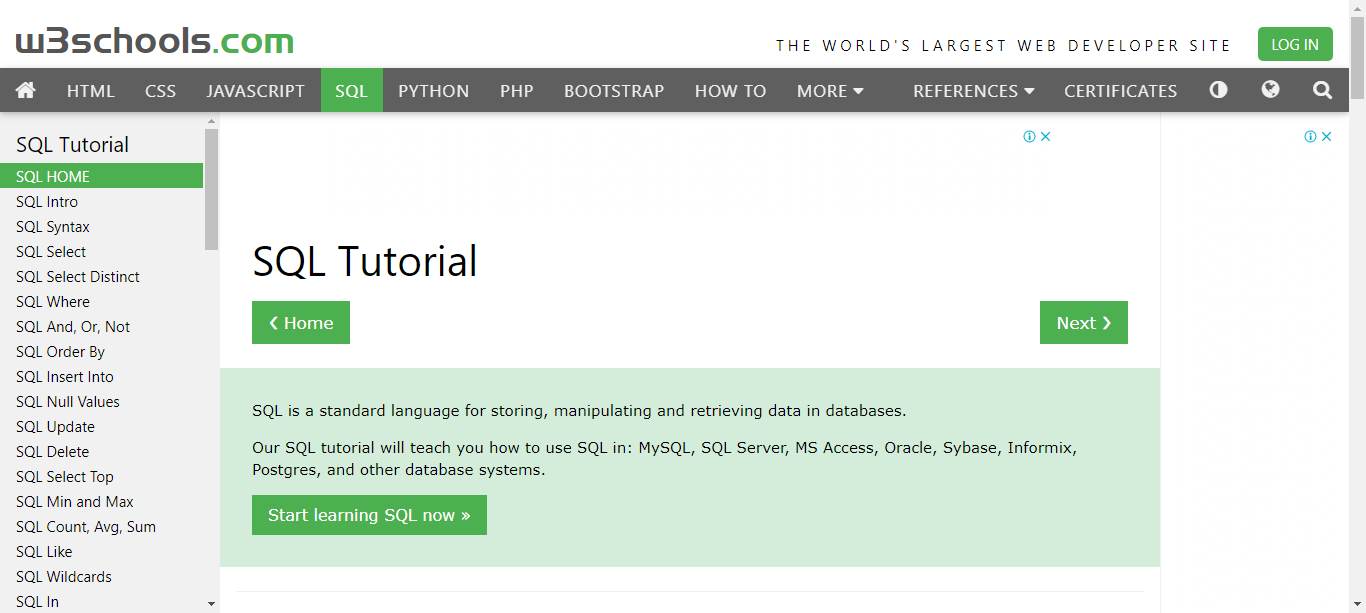 w3schools.com
THE WORLD'S LARGEST WEB DEVELOPER SITE
LOG IN
HTML CSS JAVASCRIPT SQL PYTHON PHP BOOTSTRAP HOW TO MORE REFERENCES CERTIFICATES
SQL Tutorial
SQL HOME
SQL Intro
SQL Syntax
SQL Select
SQL Select Distinct
SQL Where
SQL And, Or, Not
SQL Order By
SQL Insert Into
SQL Null Values
SQL Update
SQL Delete
SQL Select Top
SQL Min and Max
SQL Count, Avg, Sum
SQL Like
SQL Wildcards
SQL In
SQL Tutorial
❮ Home
Next ❯
SQL is a standard language for storing, manipulating and retrieving data in databases.
Our SQL tutorial will teach you how to use SQL in: MySQL, SQL Server, MS Access, Oracle, Sybase, Informix,
Postgres, and other database systems.
Start learning SQL now »